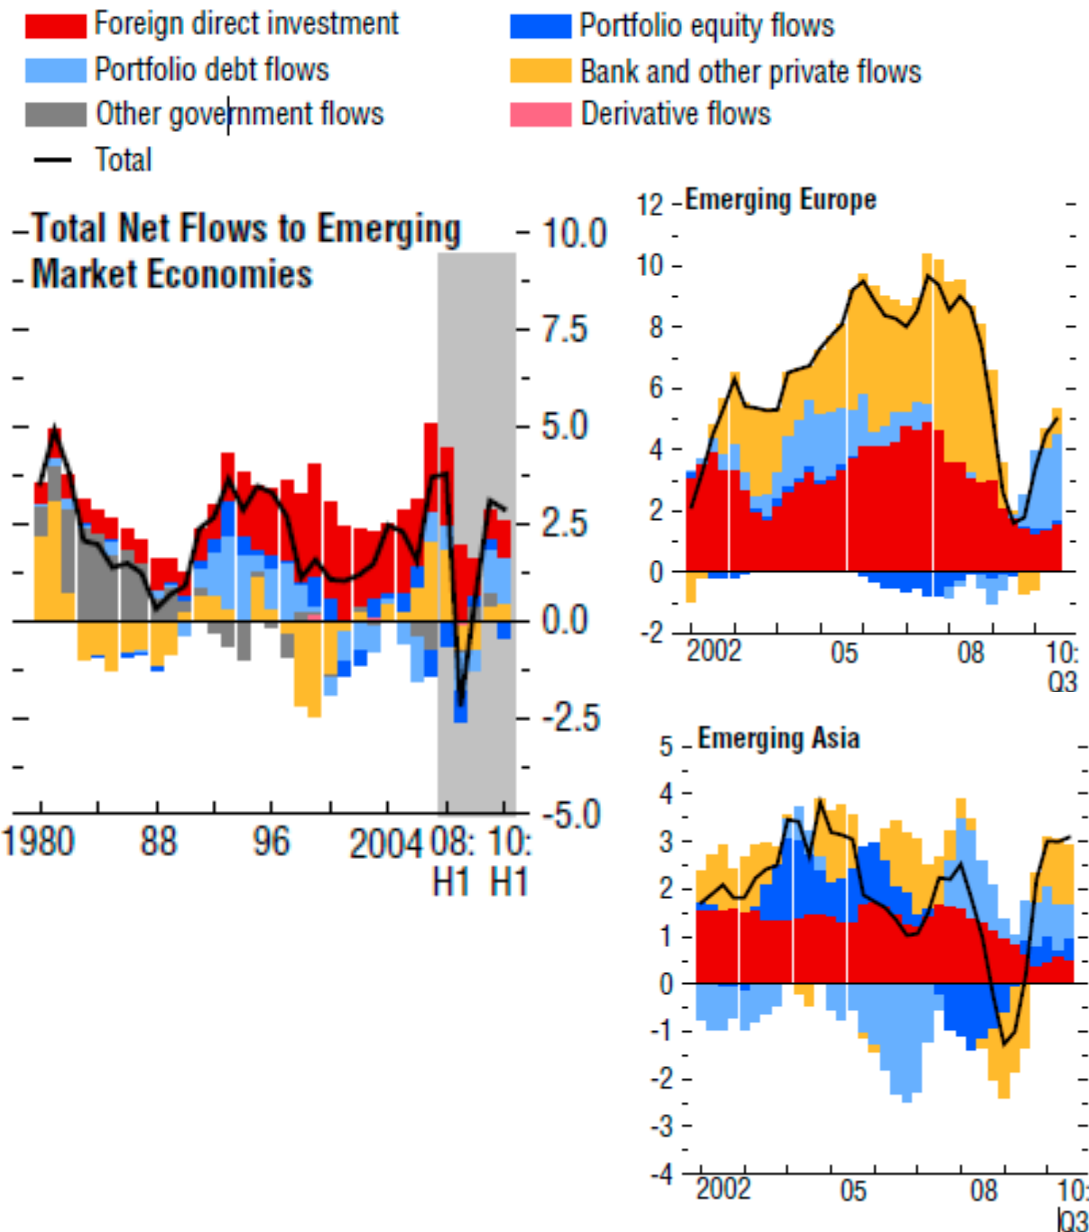 Foreign direct investment
Portfolio equity flows
Portfolio debt flows
Bank and other private flows
Other government flows
Derivative flows
Total
Total Net Flows to Emerging
Market Economies
10.0
7.5
5.0
2.5
0.0
-2.5
-5.0
1980 88 96 2004 08: 10:
H1 H1
Emerging Europe
12
10
8
6
4
2
0
-2
2002 05 08 10:
Q3
Emerging Asia
5
4
3
2
1
0
-1
-2
-3
-4
2002 05 08 10:
Q3